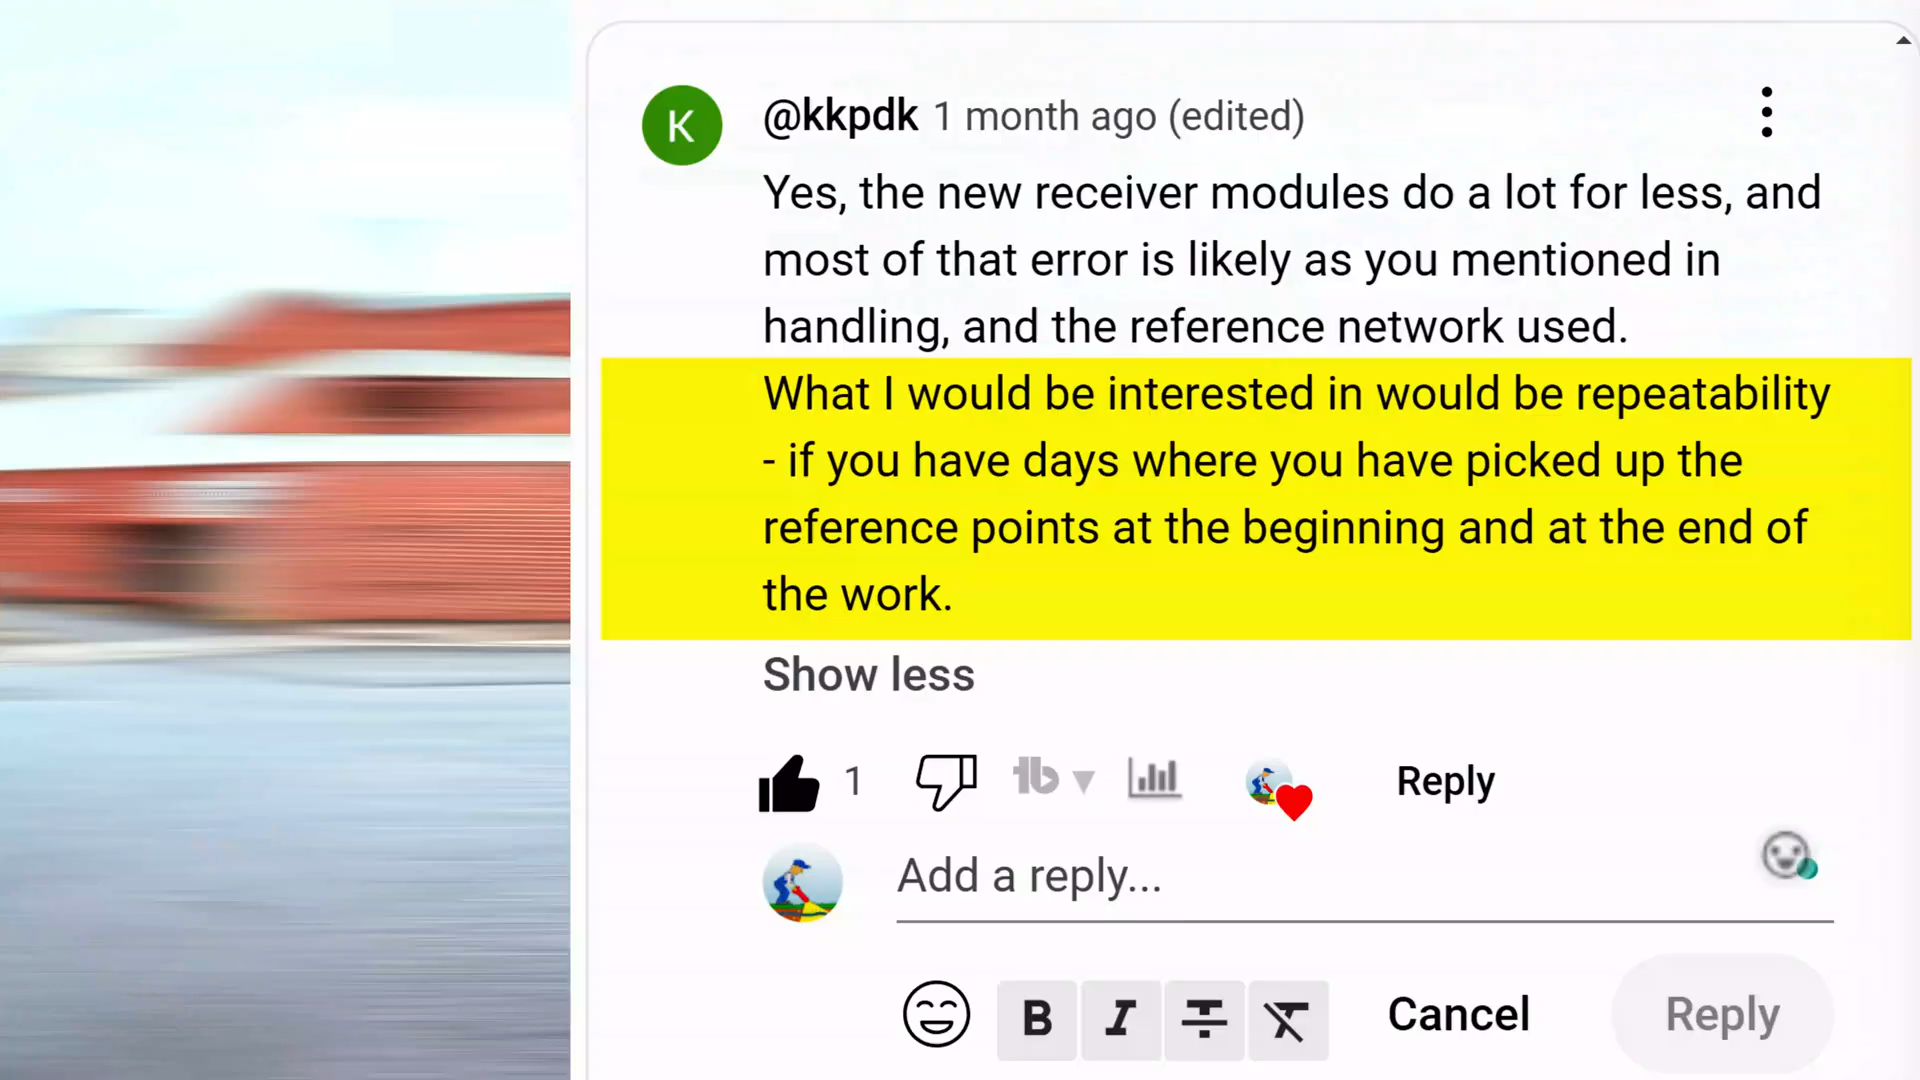 K
@kkpdk 1 month ago (edited)
Yes, the new receiver modules do a lot for less, and
most of that error is likely as you mentioned in
handling, and the reference network used.
What I would be interested in would be repeatability
- if you have days where you have picked up the
reference points at the beginning and at the end of
the work.
Show less
1 tb Reply
Add a reply...
B I T T Cancel Reply